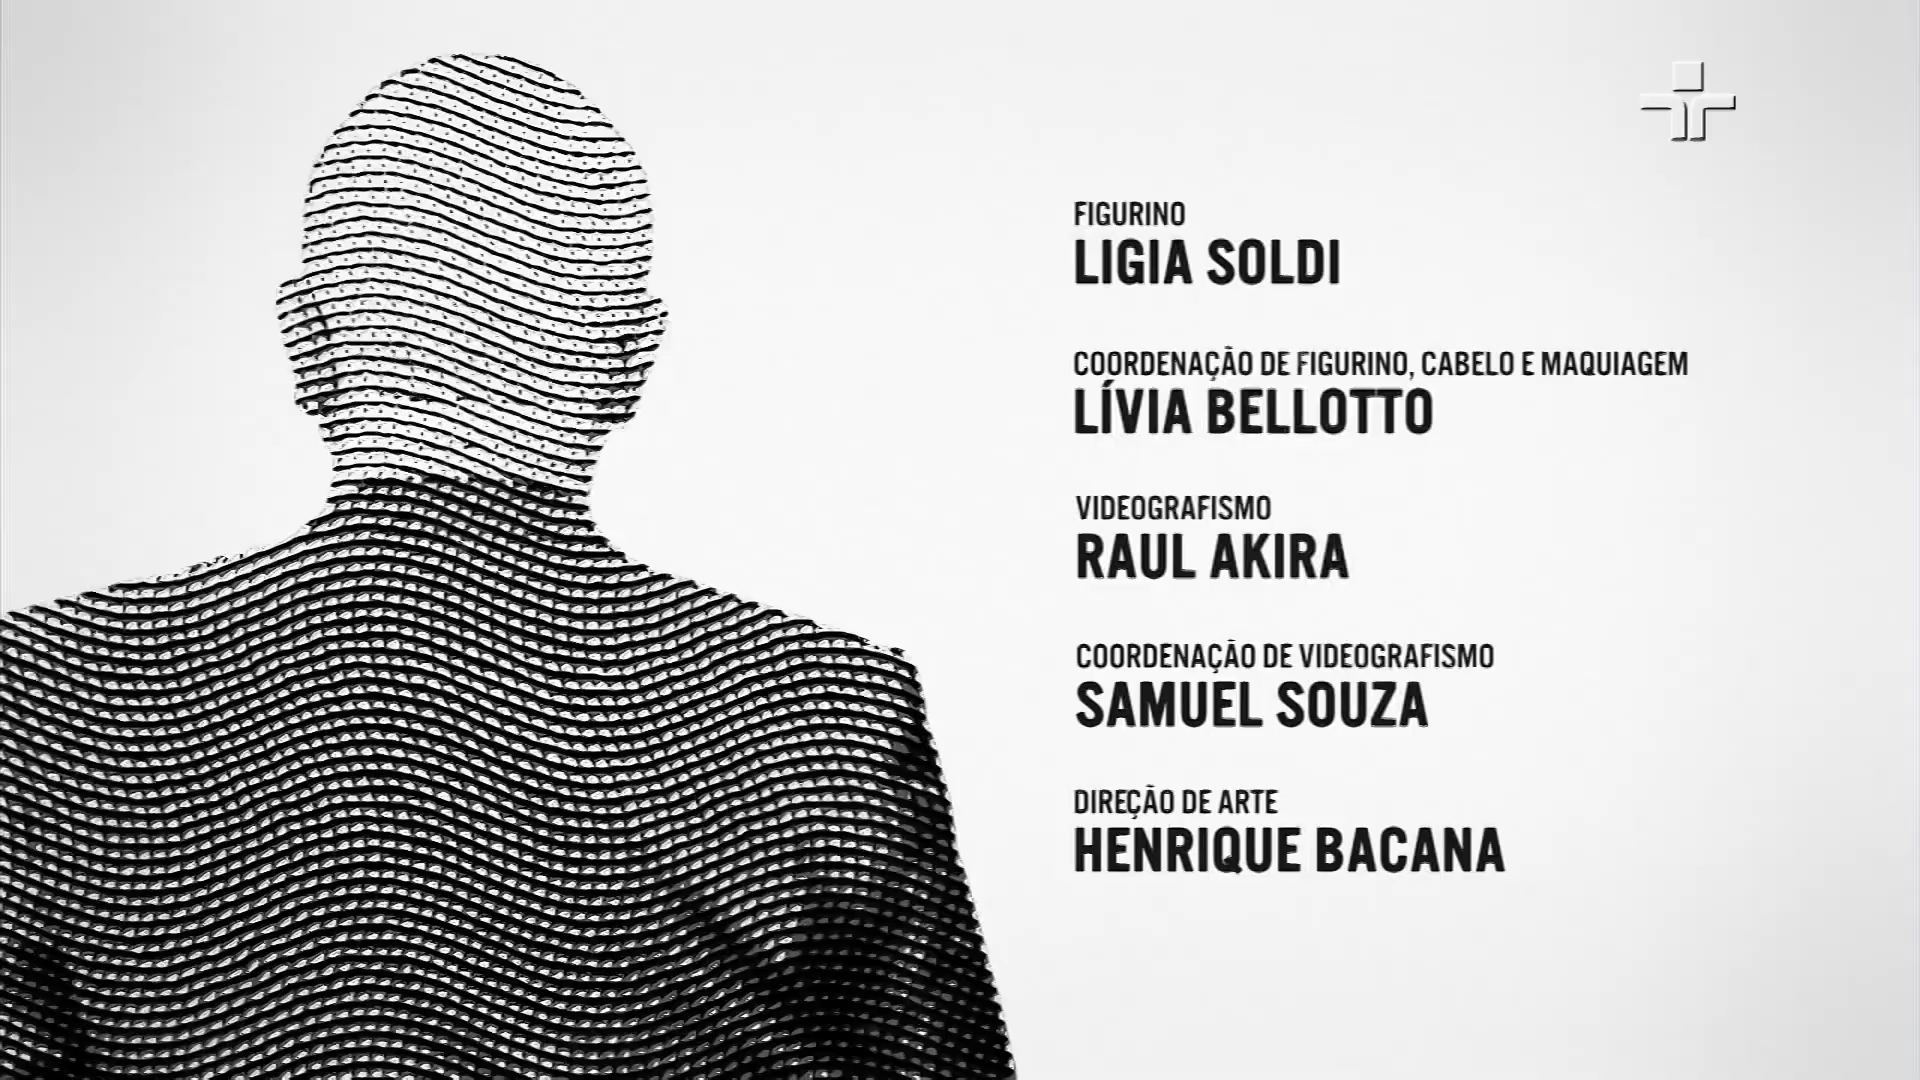 FIGURINO
LIGIA SOLDI
COORDENAÇÃO DE FIGURINO, CABELO E MAQUIAGEM
LÍVIA BELLOTTO
VIDEOGRAFISMO
RAUL AKIRA
COORDENAÇÃO DE VIDEOGRAFISMO
SAMUEL SOUZA
DIREÇÃO DE ARTE
HENRIQUE BACANA